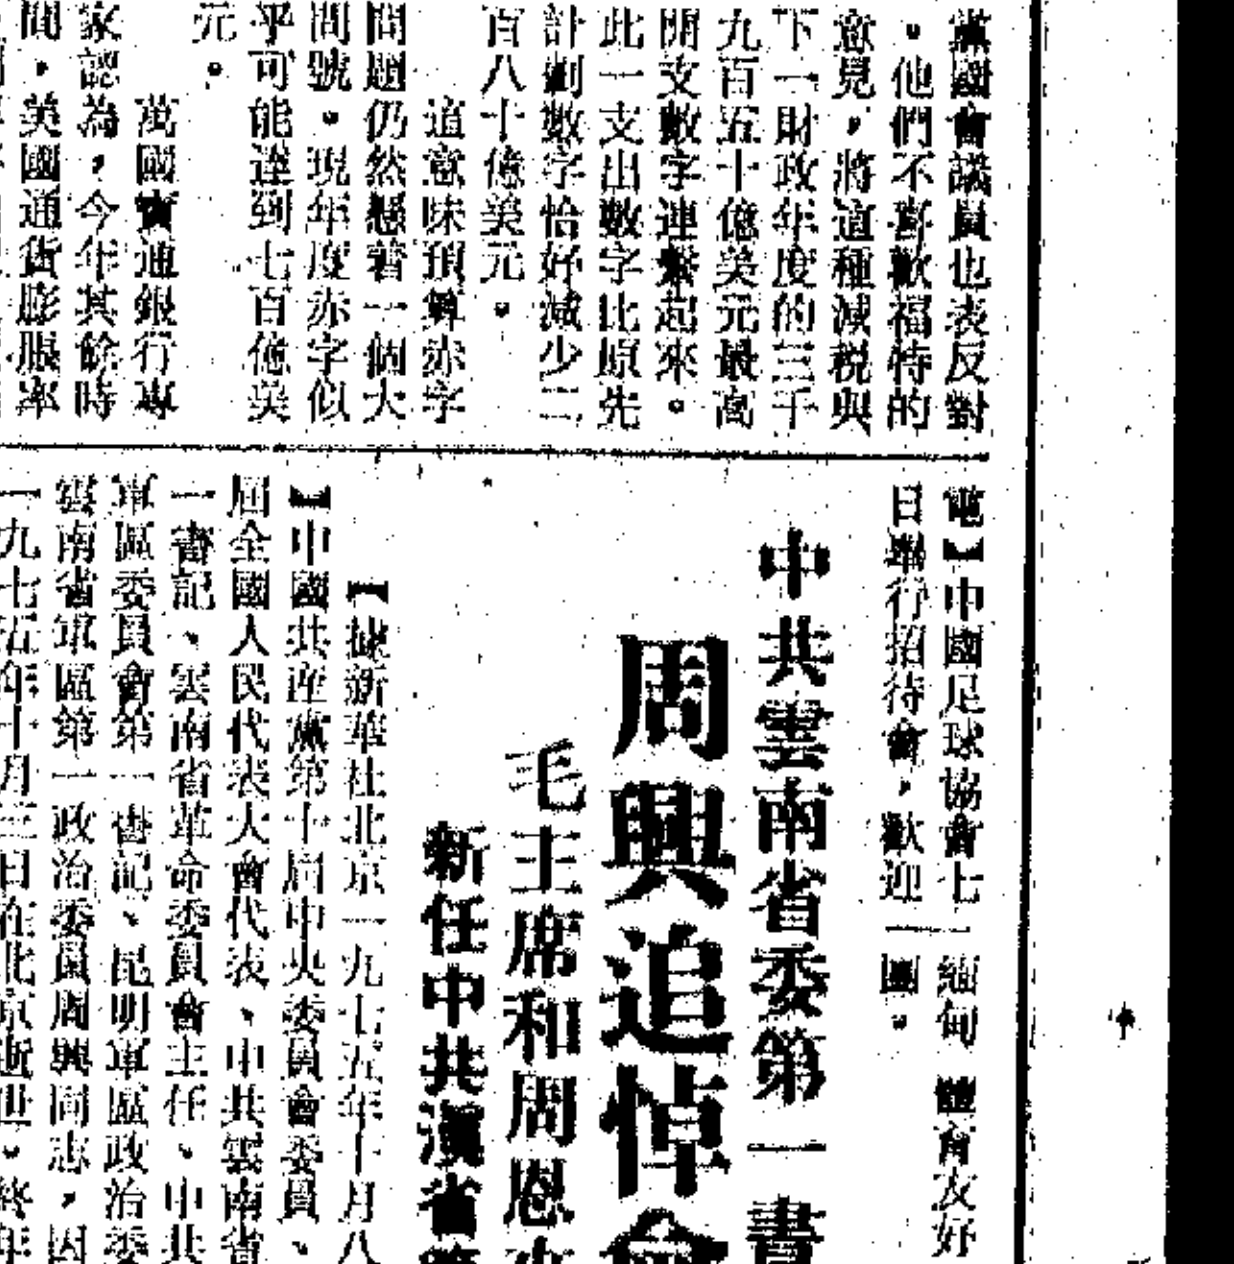 黨國會議員也表反對
。他們不喜歡福特的
意見，將這種減稅與
下一財政年度的三千
九百五十億美元最高
開支數字連繫起來。
此一支出數字比原先
計劃數字恰好減少二
百八十億美元。
這意味預算赤字
問題仍然懸着一個大
問號。現年度赤字似
乎可能達到七百億美
元。
萬國寶通銀行專
家認為，今年其餘時
間，美國通貨膨脹率
電】中國足球協會七
日舉行招待會，歡迎
緬甸體育友好
團。
中共雲南省委第一書
周興追悼會
毛主席和周恩來
新任中共滇省第
【據新華社北京一九七五年十月八
】中國共産黨第十屆中央委員會委員、
屆全國人民代表大會代表、中共雲南省
一書記、雲南省革命委員會主任、中共
軍區委員會第一書記、昆明軍區政治委
雲南省軍區第一政治委員周興同志，因
一九七五年十月三日在北京逝世。終年